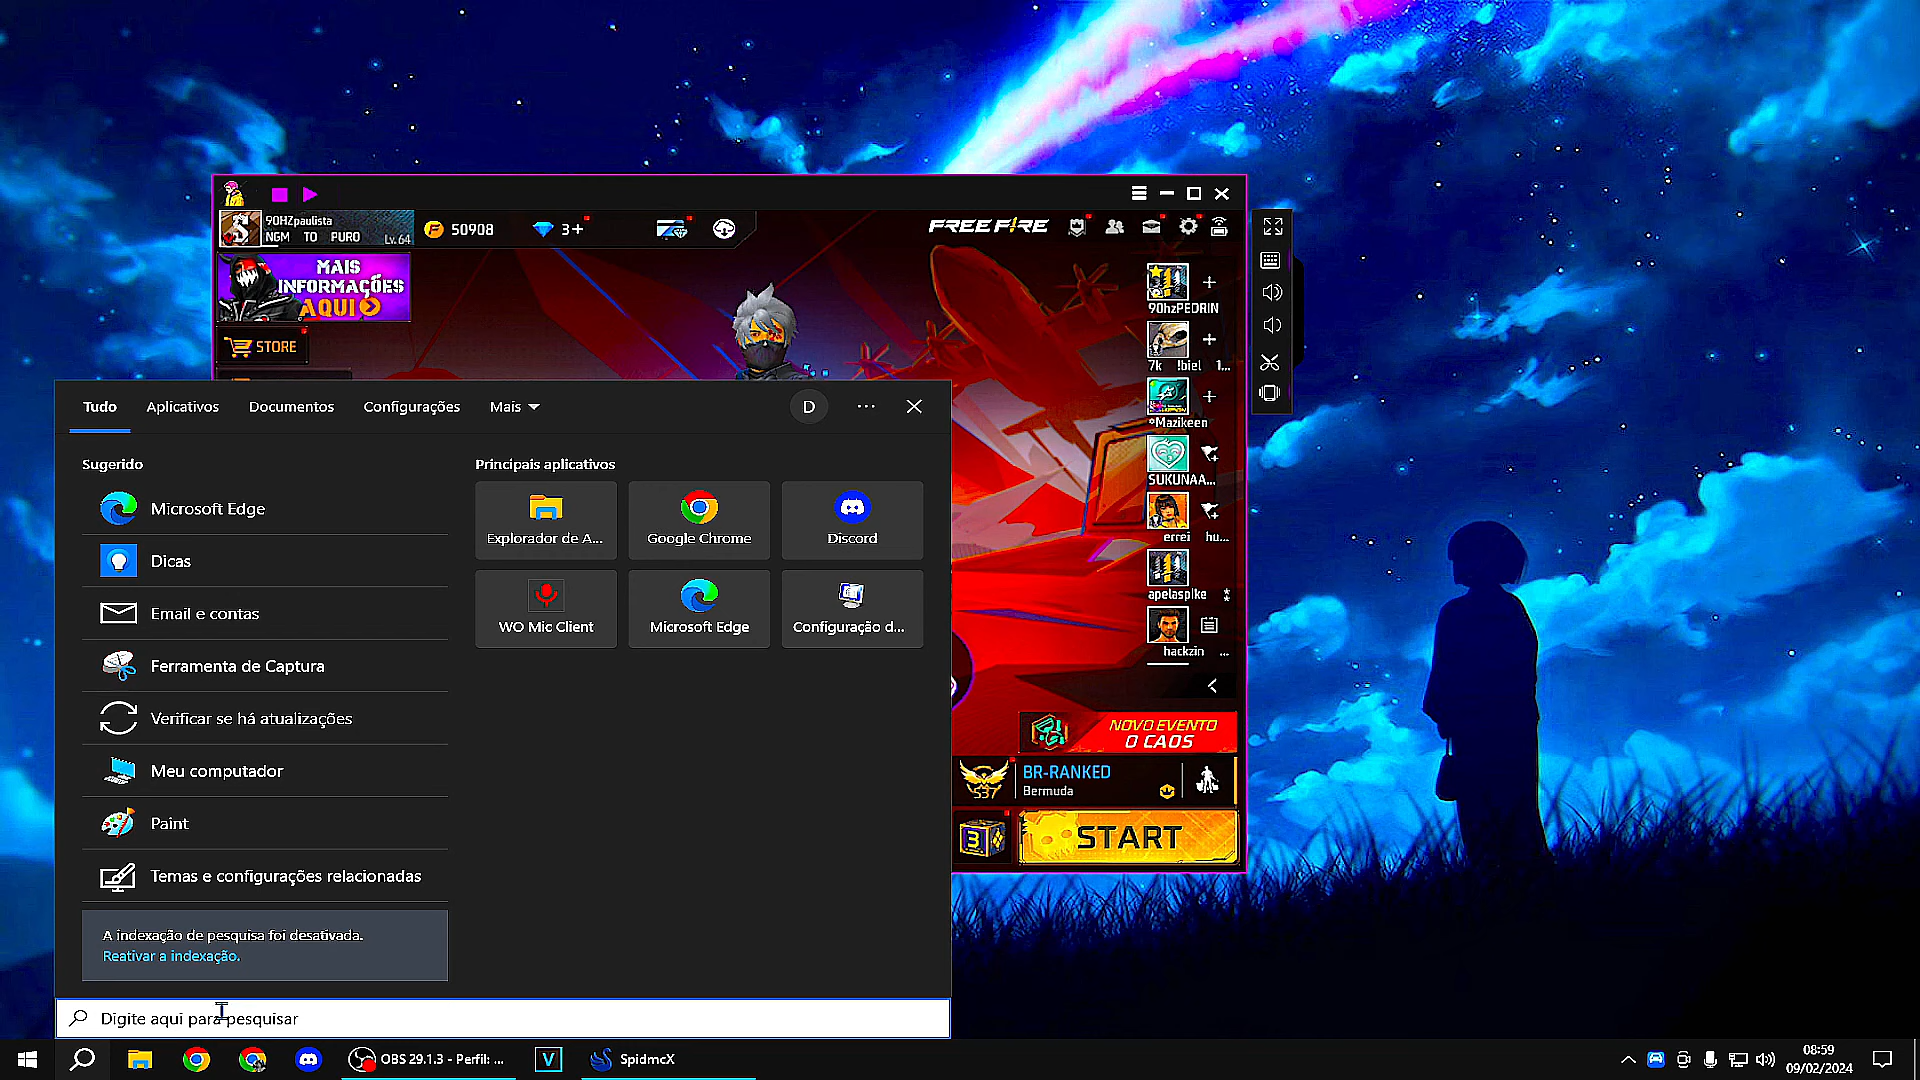 90HZpaulista
NGM TO PURO Lv.64
50908
3+
FREE FIRE
MAIS
INFORMAÇÕES
AQUI
STORE
90hzPEDRIN
7k !biel 1...
*Mazikeen
SUKUNAA...
errei hu...
apelaspike
hackzin ...
NOVO EVENTO
O CAOS
S37
BR-RANKED
Bermuda
3
START
Tudo
Aplicativos
Documentos
Configurações
Mais
D
Sugerido
Microsoft Edge
Dicas
Email e contas
Ferramenta de Captura
Verificar se há atualizações
Meu computador
Paint
Temas e configurações relacionadas
A indexação de pesquisa foi desativada.
Reativar a indexação.
Principais aplicativos
Explorador de A...
Google Chrome
Discord
WO Mic Client
Microsoft Edge
Configuração d...
Digite aqui para pesquisar
OBS 29.1.3 - Perfil: ...
V
SpidmcX
08:59
09/02/2024